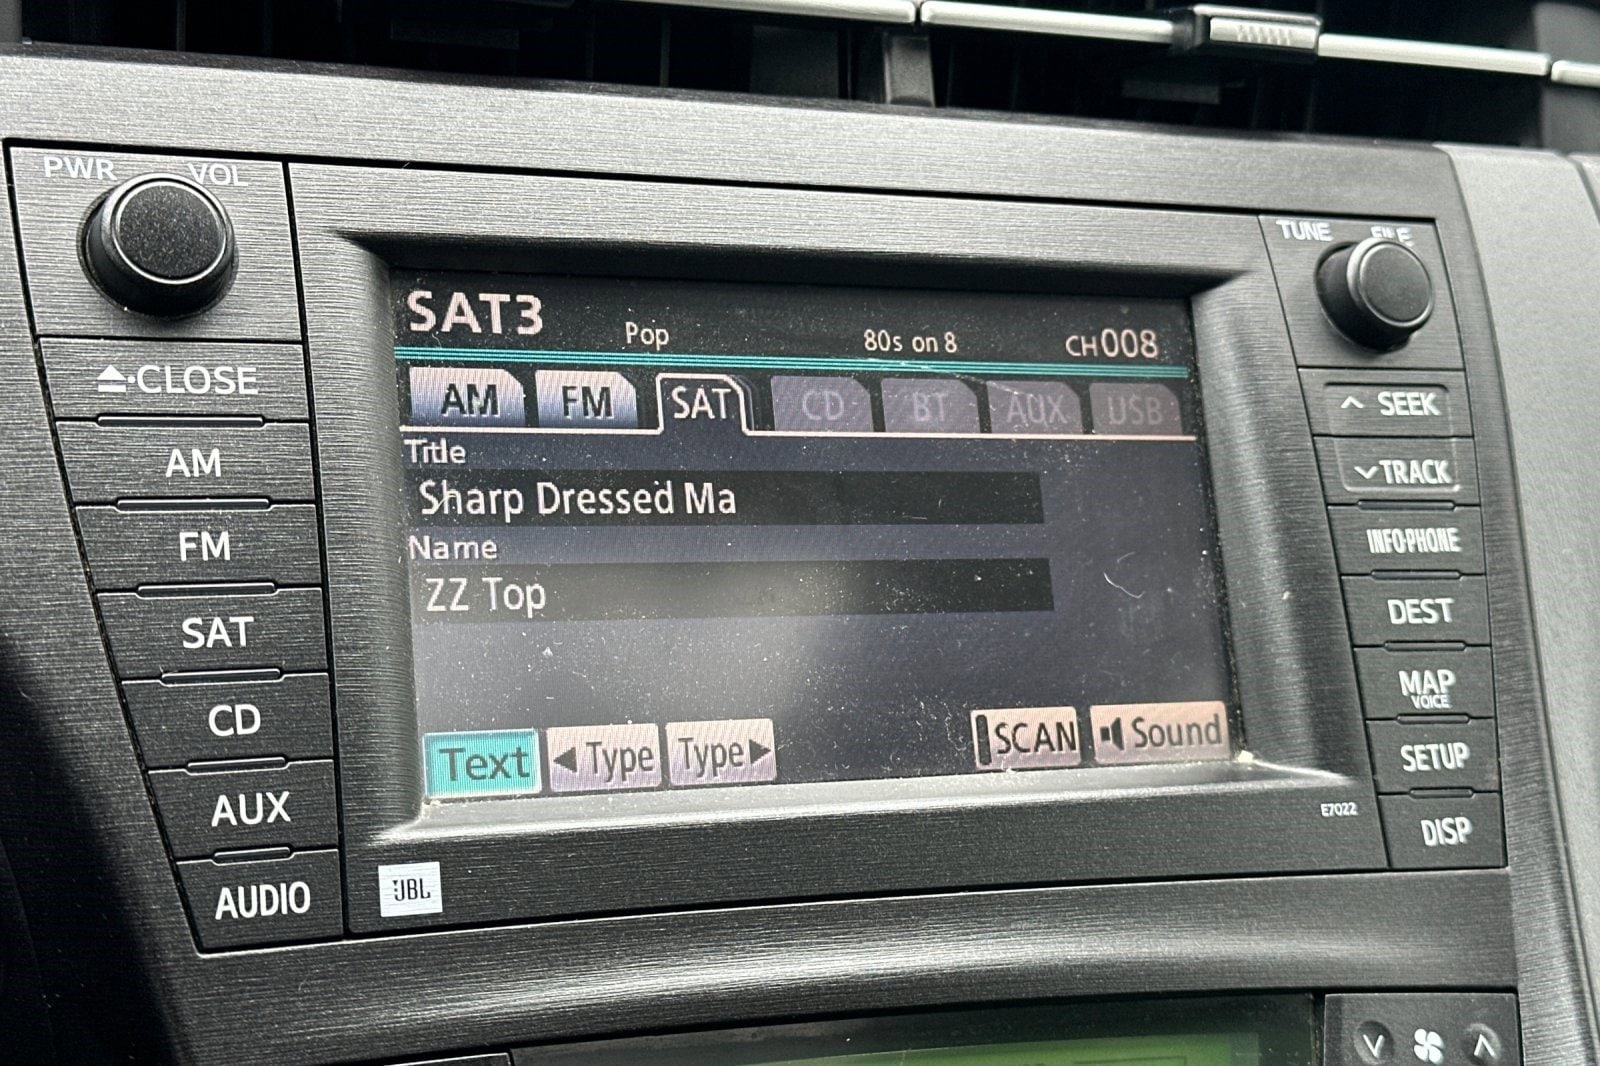 PWR VOL
TUNE FILE
SAT3 Pop 80s on 8 CH008
AM FM SAT CD BT AUX USB
Title
Sharp Dressed Ma
Name
ZZ Top
Text ◀Type Type▶ SCAN Sound
E7022
JBL
⏏·CLOSE
AM
FM
SAT
CD
AUX
AUDIO
∧ SEEK
∨ TRACK
INFO·PHONE
DEST
MAP
VOICE
SETUP
DISP